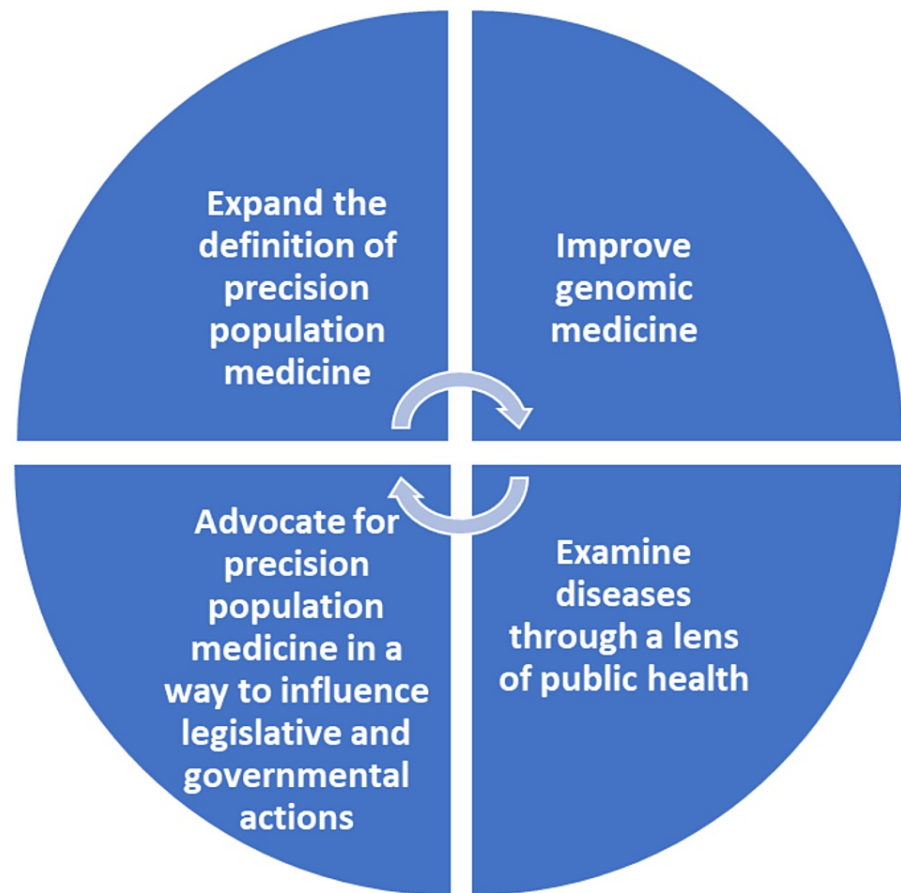 Expand the
definition of
precision
population
medicine
Improve
genomic
medicine
Advocate for
precision
population
medicine in a
way to influence
legislative and
governmental
actions
Examine
diseases
through a lens
of public health